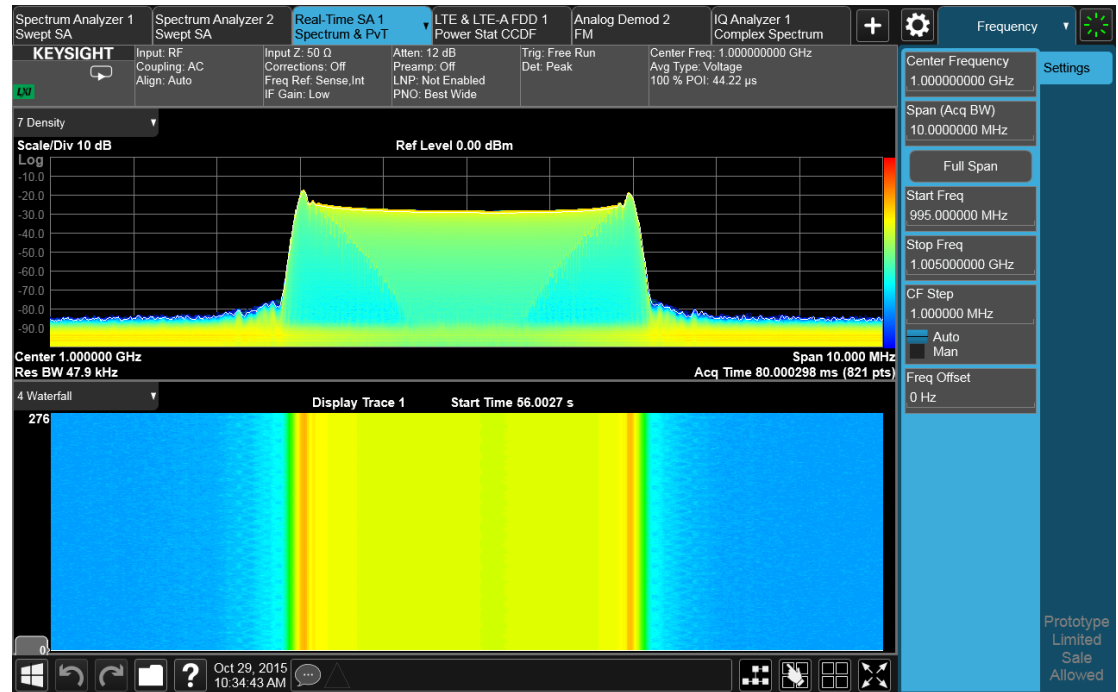 Spectrum Analyzer 1
Swept SA
Spectrum Analyzer 2
Swept SA
Real-Time SA 1
Spectrum & PvT
LTE & LTE-A FDD 1
Power Stat CCDF
Analog Demod 2
FM
IQ Analyzer 1
Complex Spectrum
+
Frequency
KEYSIGHT
LXI
Input: RF
Coupling: AC
Align: Auto
Input Z: 50 Ω
Corrections: Off
Freq Ref: Sense,Int
IF Gain: Low
Atten: 12 dB
Preamp: Off
LNP: Not Enabled
PNO: Best Wide
Trig: Free Run
Det: Peak
Center Freq: 1.000000000 GHz
Avg Type: Voltage
100 % POI: 44.22 µs
Center Frequency
1.000000000 GHz
Settings
Span (Acq BW)
10.0000000 MHz
Full Span
Start Freq
995.000000 MHz
Stop Freq
1.005000000 GHz
CF Step
1.000000 MHz
Auto
Man
Freq Offset
0 Hz
7 Density
Scale/Div 10 dB
Ref Level 0.00 dBm
Log
-10.0
-20.0
-30.0
-40.0
-50.0
-60.0
-70.0
-80.0
-90.0
Center 1.000000 GHz
Span 10.000 MHz
Res BW 47.9 kHz
Acq Time 80.000298 ms (821 pts)
4 Waterfall
Display Trace 1
Start Time 56.0027 s
276
0
Prototype
Limited
Sale
Allowed
?
Oct 29, 2015
10:34:43 AM